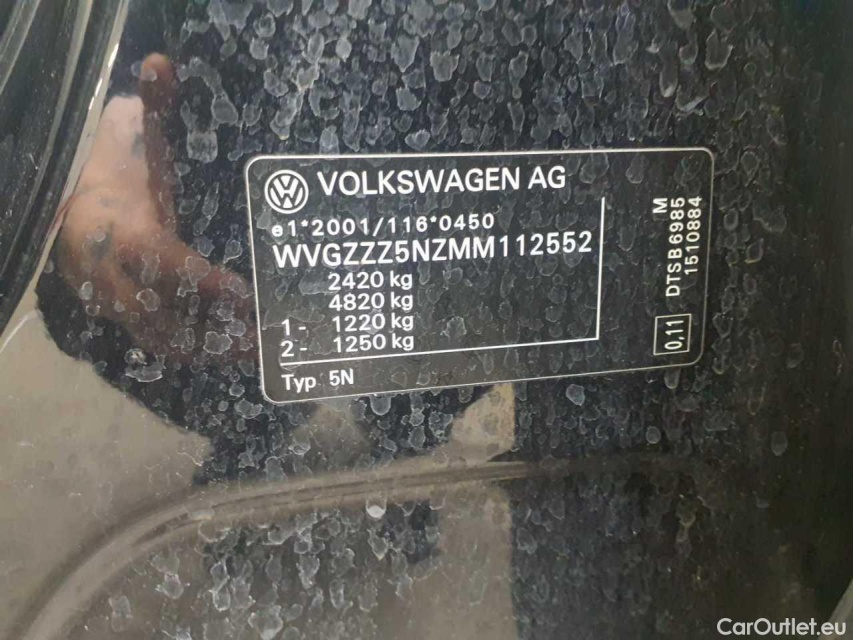 VOLKSWAGEN AG
e1*2001/116*0450
WVGZZZ5NZMM112552
2420 kg
4820 kg
1- 1220 kg
2- 1250 kg
Typ 5N
M
DTSB6985
1510884
0,11
CarOutlet.eu